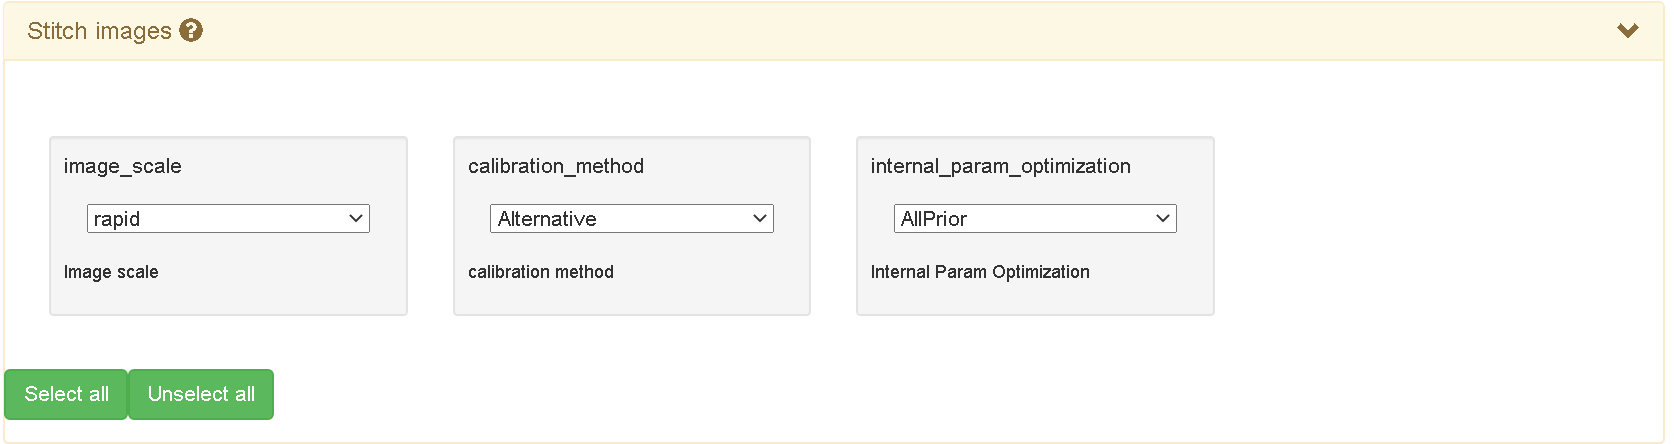 Stitch images
image_scale
rapid
Image scale
calibration_method
Alternative
calibration method
internal_param_optimization
AllPrior
Internal Param Optimization
Select all
Unselect all